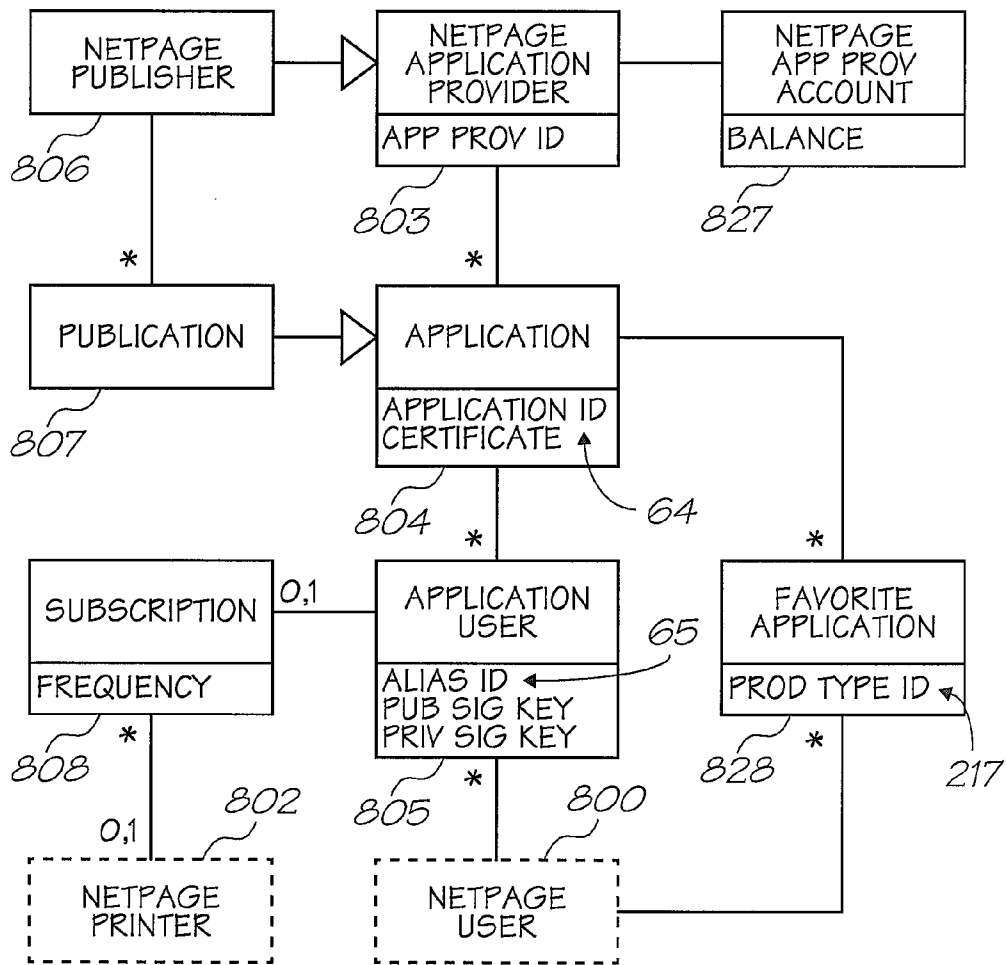 NETPAGE
PUBLISHER
806
NETPAGE
APPLICATION
PROVIDER
APP PROV ID
803
NETPAGE
APP PROV
ACCOUNT
BALANCE
827
*
*
PUBLICATION
807
APPLICATION
APPLICATION ID
CERTIFICATE
804
64
*
*
SUBSCRIPTION
FREQUENCY
808
0,1
APPLICATION
USER
ALIAS ID
PUB SIG KEY
PRIV SIG KEY
65
805
FAVORITE
APPLICATION
PROD TYPE ID
828
217
*
*
*
0,1
802
NETPAGE
PRINTER
800
NETPAGE
USER